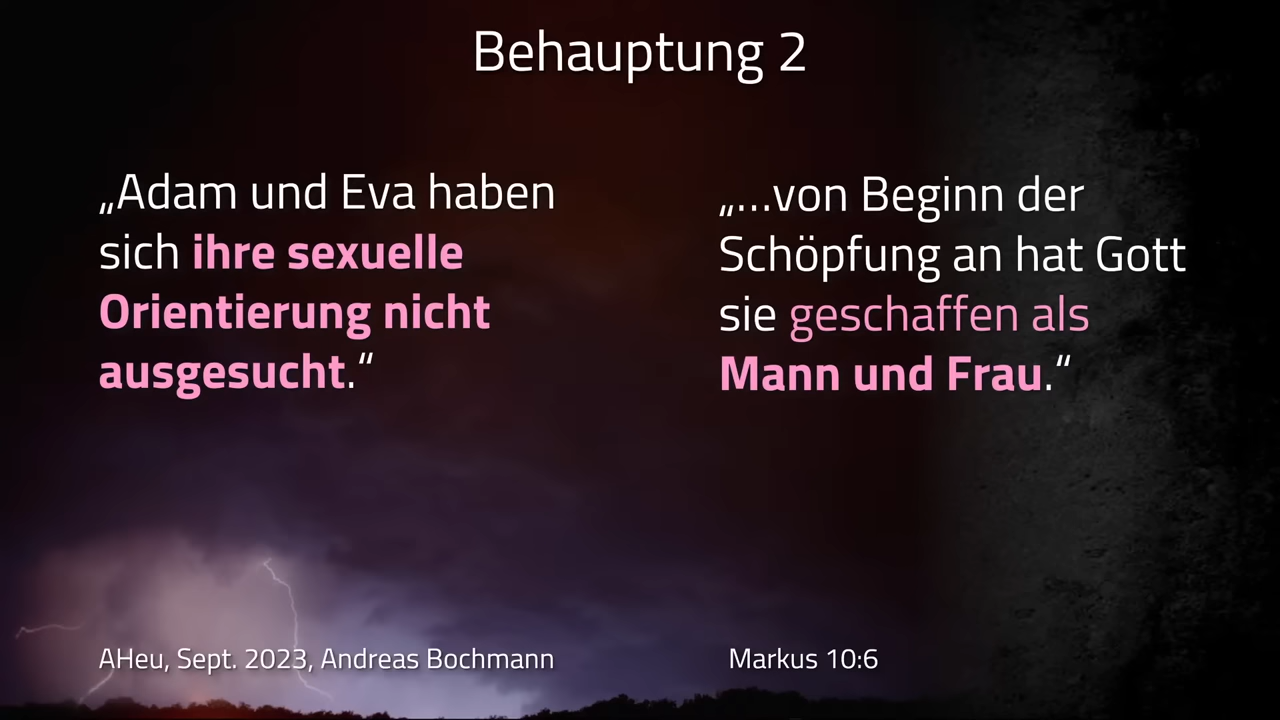 Behauptung 2
„Adam und Eva haben
sich ihre sexuelle
Orientierung nicht
ausgesucht.“
„…von Beginn der
Schöpfung an hat Gott
sie geschaffen als
Mann und Frau.“
AHeu, Sept. 2023, Andreas Bochmann
Markus 10:6